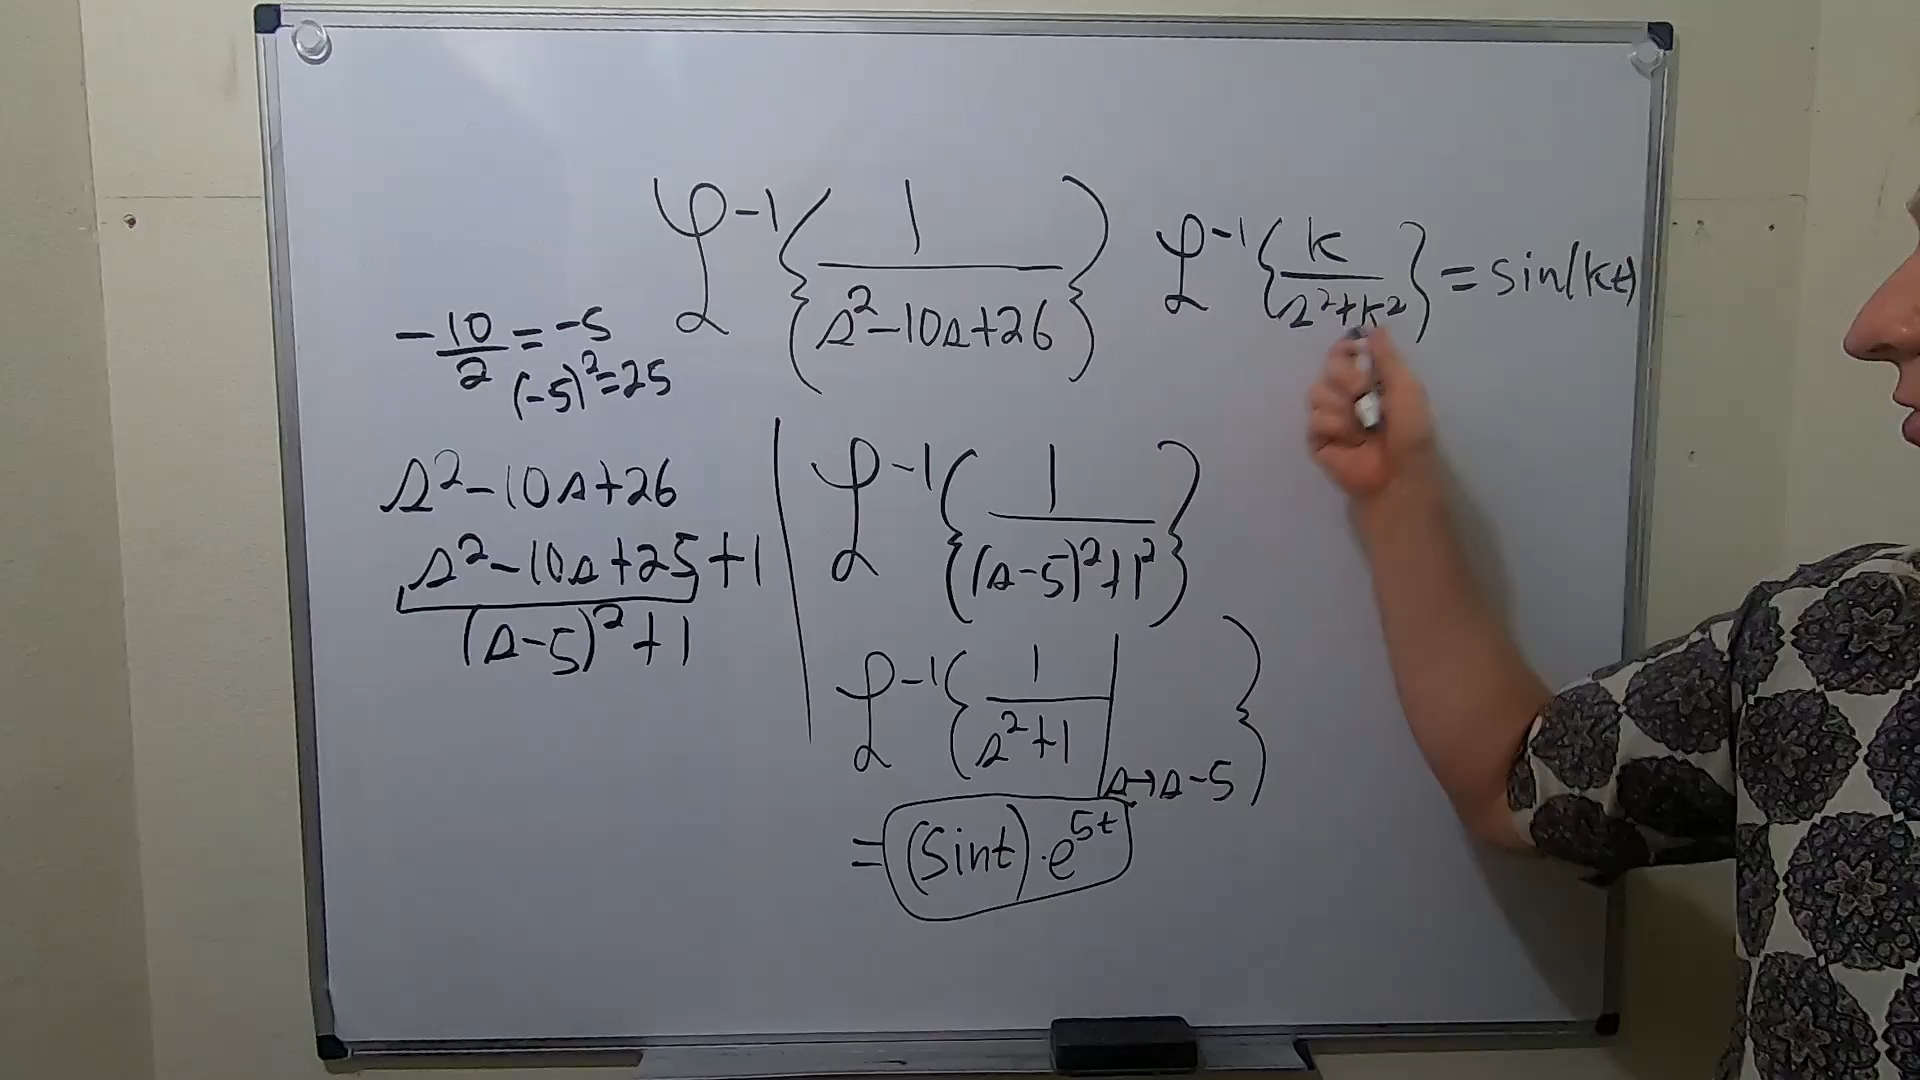 ℒ⁻¹{1/(s²-10s+26)}
ℒ⁻¹{k/(s²+k²)} = sin(kt)
-10/2 = -5
(-5)²=25
s²-10s+26
s²-10s+25+1
(s-5)²+1
ℒ⁻¹{1/((s-5)²+1²)}
ℒ⁻¹{1/(s²+1)|s→s-5}
= (sint)·e⁵ᵗ